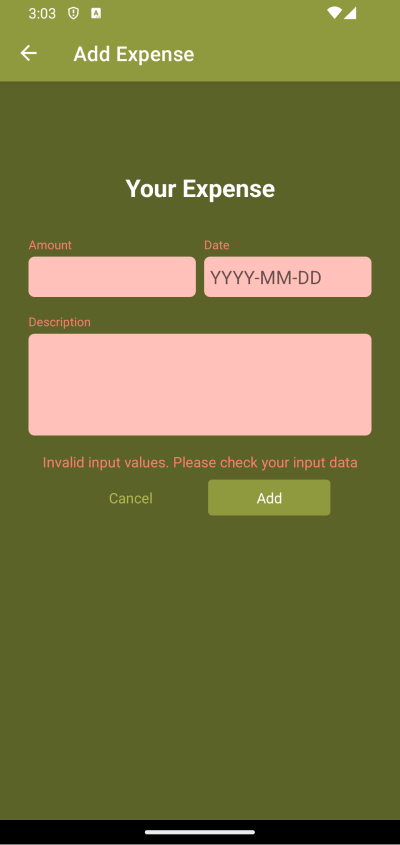 3:03
Add Expense
Your Expense
Amount
Date
YYYY-MM-DD
Description
Invalid input values. Please check your input data
Cancel
Add